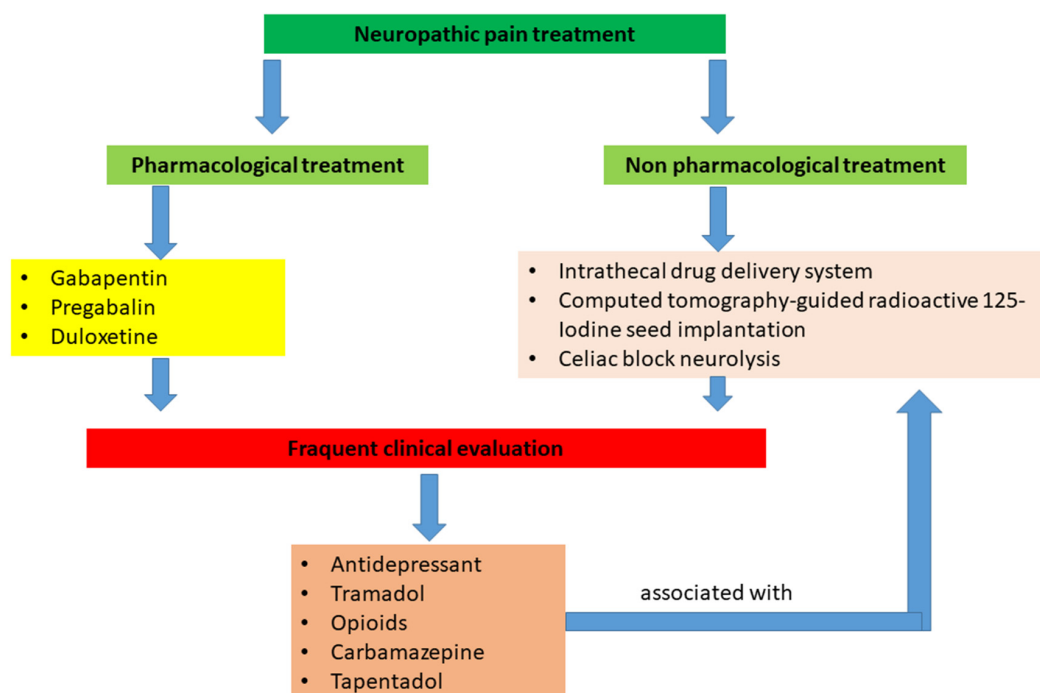 Neuropathic pain treatment
Pharmacological treatment
Non pharmacological treatment
• Gabapentin
• Pregabalin
• Duloxetine
• Intrathecal drug delivery system
• Computed tomography-guided radioactive 125-
Iodine seed implantation
• Celiac block neurolysis
Fraquent clinical evaluation
• Antidepressant
• Tramadol
• Opioids
• Carbamazepine
• Tapentadol
associated with